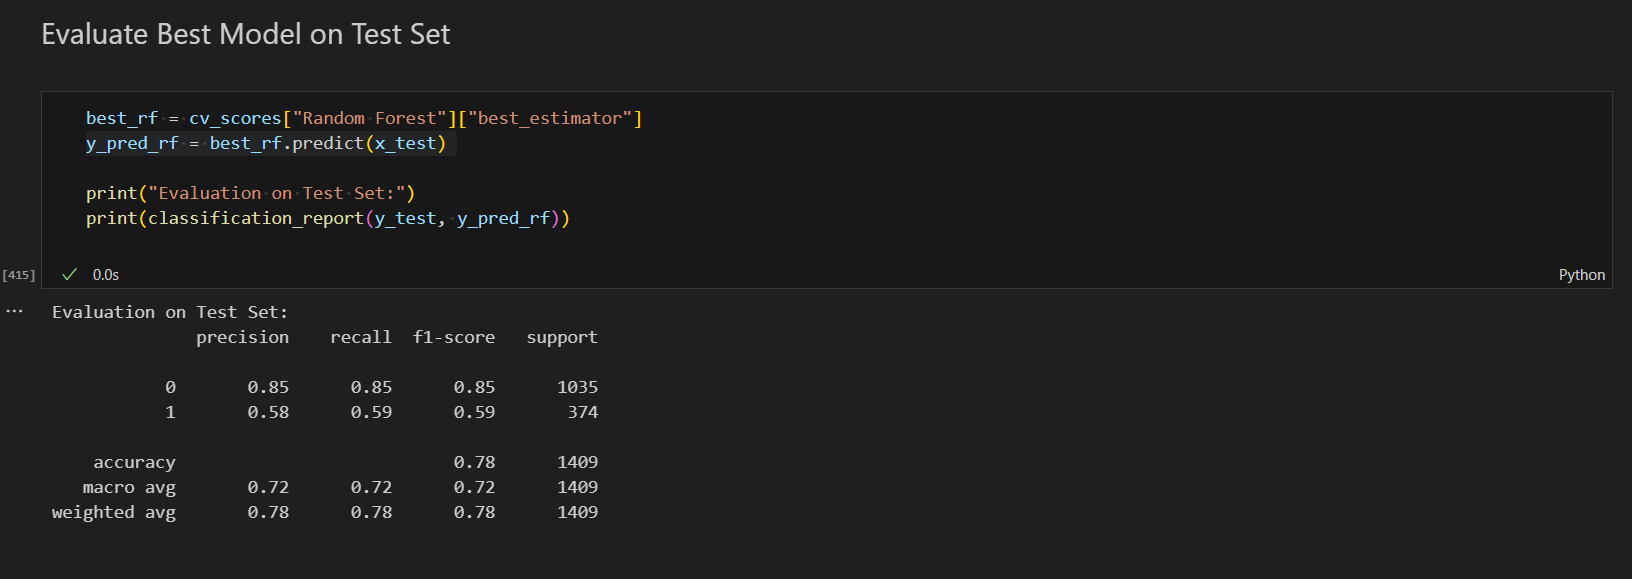 Evaluate Best Model on Test Set
best_rf = cv_scores["Random Forest"]["best_estimator"]
y_pred_rf = best_rf.predict(x_test)
print("Evaluation on Test Set:")
print(classification_report(y_test, y_pred_rf))
[415] 0.0s Python
... Evaluation on Test Set:
precision recall f1-score support
0 0.85 0.85 0.85 1035
1 0.58 0.59 0.59 374
accuracy 0.78 1409
macro avg 0.72 0.72 0.72 1409
weighted avg 0.78 0.78 0.78 1409